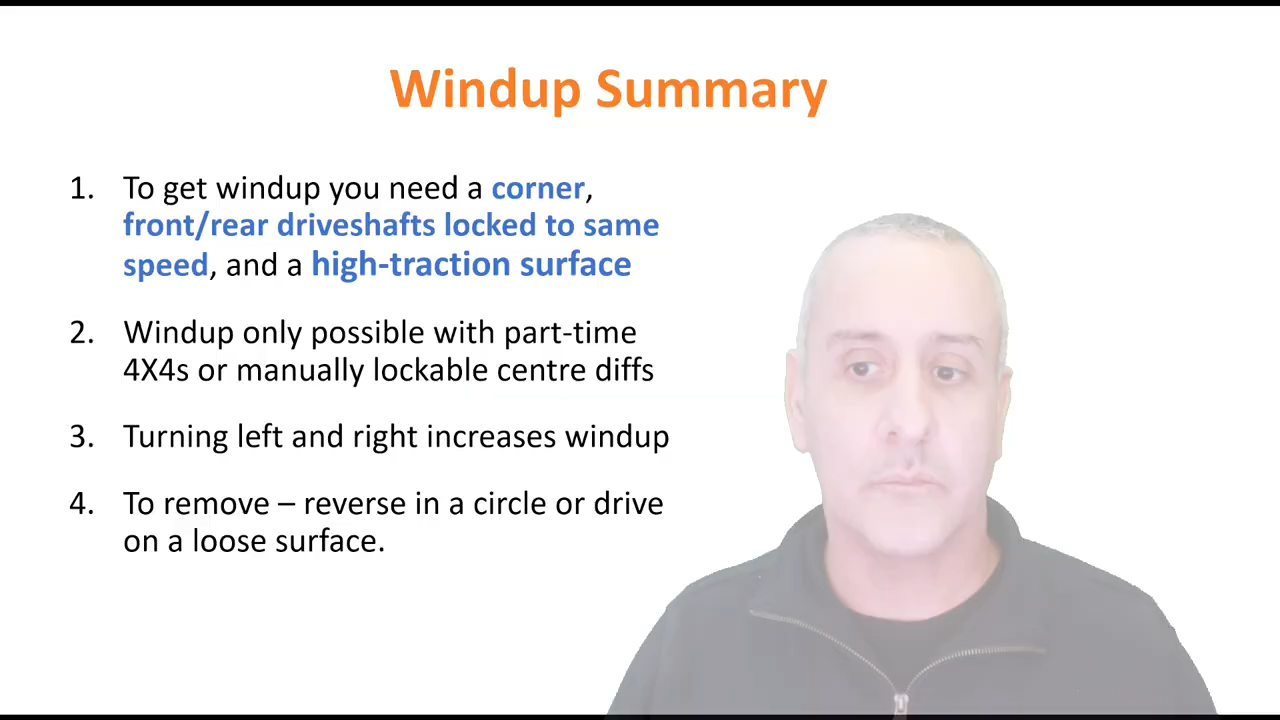 Windup Summary
1. To get windup you need a corner,
front/rear driveshafts locked to same
speed, and a high-traction surface
2. Windup only possible with part-time
4X4s or manually lockable centre diffs
3. Turning left and right increases windup
4. To remove – reverse in a circle or drive
on a loose surface.